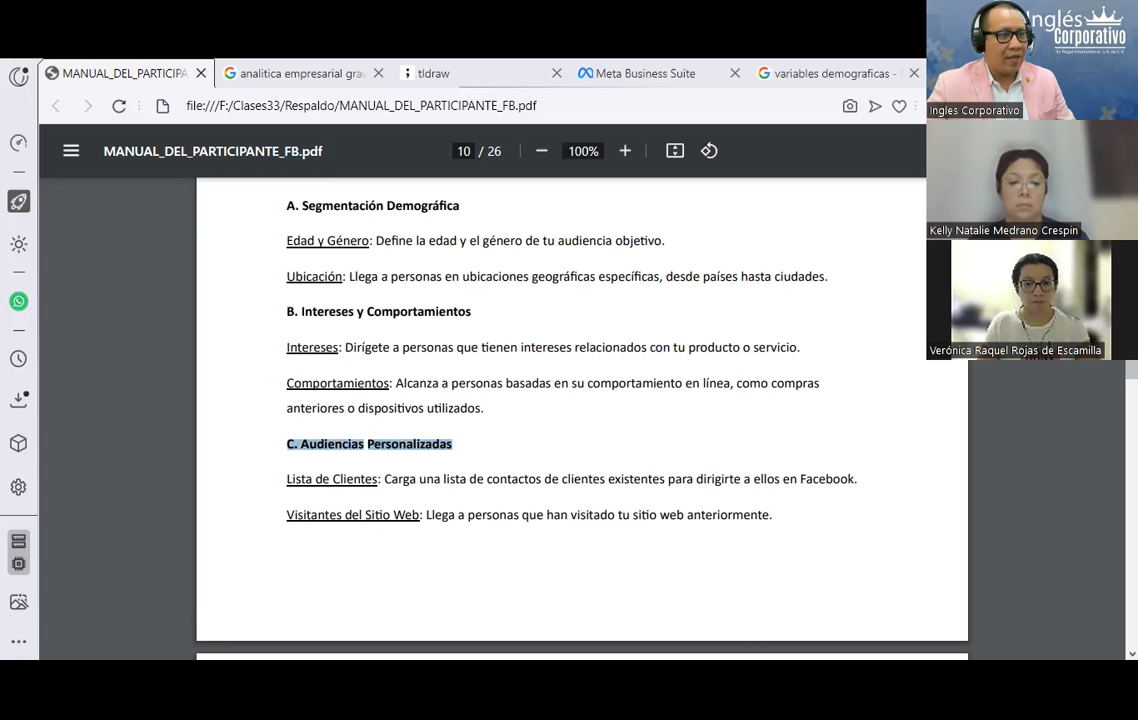 MANUAL_DEL_PARTICIPA
analitica empresarial gra
tldraw
Meta Business Suite
variables demograficas -
file:///F:/Clases33/Respaldo/MANUAL_DEL_PARTICIPANTE_FB.pdf
MANUAL_DEL_PARTICIPANTE_FB.pdf
10 / 26
100%
A. Segmentación Demográfica
Edad y Género: Define la edad y el género de tu audiencia objetivo.
Ubicación: Llega a personas en ubicaciones geográficas específicas, desde países hasta ciudades.
B. Intereses y Comportamientos
Intereses: Dirígete a personas que tienen intereses relacionados con tu producto o servicio.
Comportamientos: Alcanza a personas basadas en su comportamiento en línea, como compras
anteriores o dispositivos utilizados.
C. Audiencias Personalizadas
Lista de Clientes: Carga una lista de contactos de clientes existentes para dirigirte a ellos en Facebook.
Visitantes del Sitio Web: Llega a personas que han visitado tu sitio web anteriormente.
Inglés
Corporativo
By Regal International, S.A. de C.V.
Ingles Corporativo
Kelly Natalie Medrano Crespin
Verónica Raquel Rojas de Escamilla